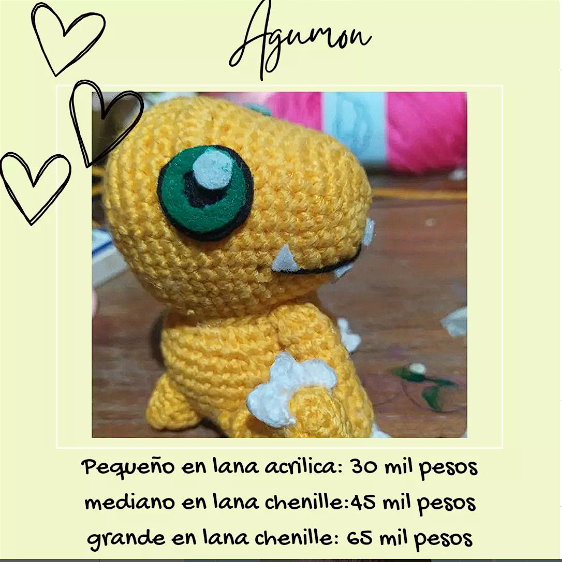 Agumon
Pequeño en lana acrilica: 30 mil pesos
mediano en lana chenille:45 mil pesos
grande en lana chenille: 65 mil pesos